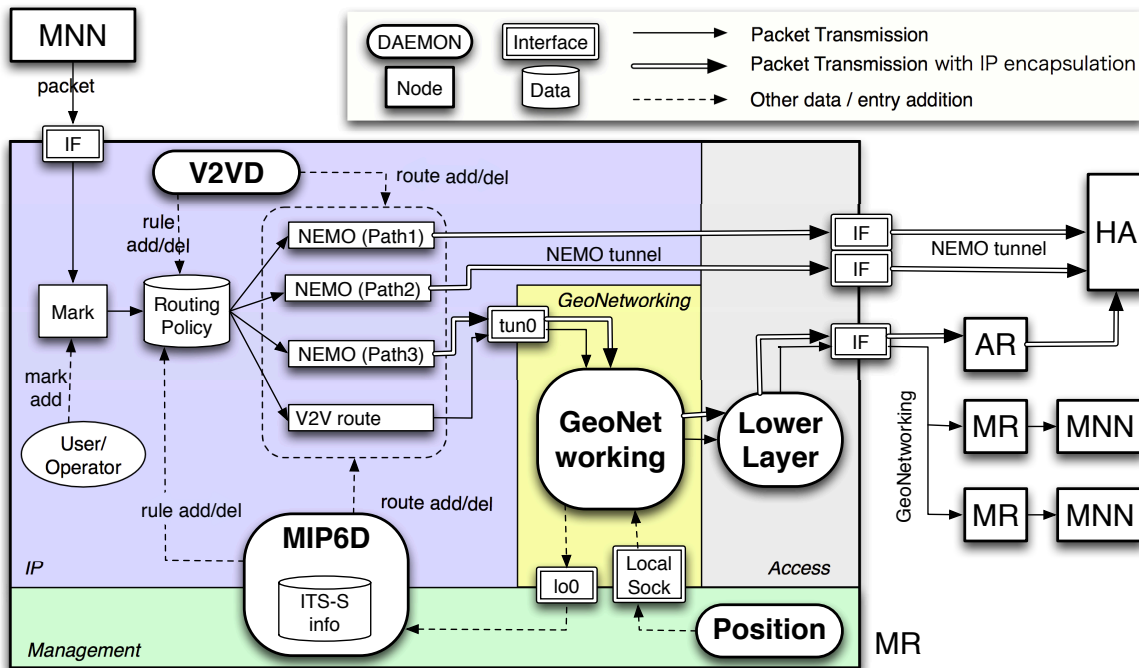 MNN
packet
IF
DAEMON
Interface
Node
Data
Packet Transmission
Packet Transmission with IP encapsulation
Other data / entry addition
V2VD
route add/del
rule
add/del
Mark
Routing
Policy
NEMO (Path1)
NEMO (Path2)
NEMO (Path3)
V2V route
NEMO tunnel
GeoNetworking
tun0
GeoNet
working
Lower
Layer
IF
IF
IF
NEMO tunnel
HA
AR
MR
MNN
MR
MNN
GeoNetworking
mark
add
User/
Operator
rule add/del
route add/del
MIP6D
ITS-S
info
IP
lo0
Local
Sock
Access
Position
Management
MR